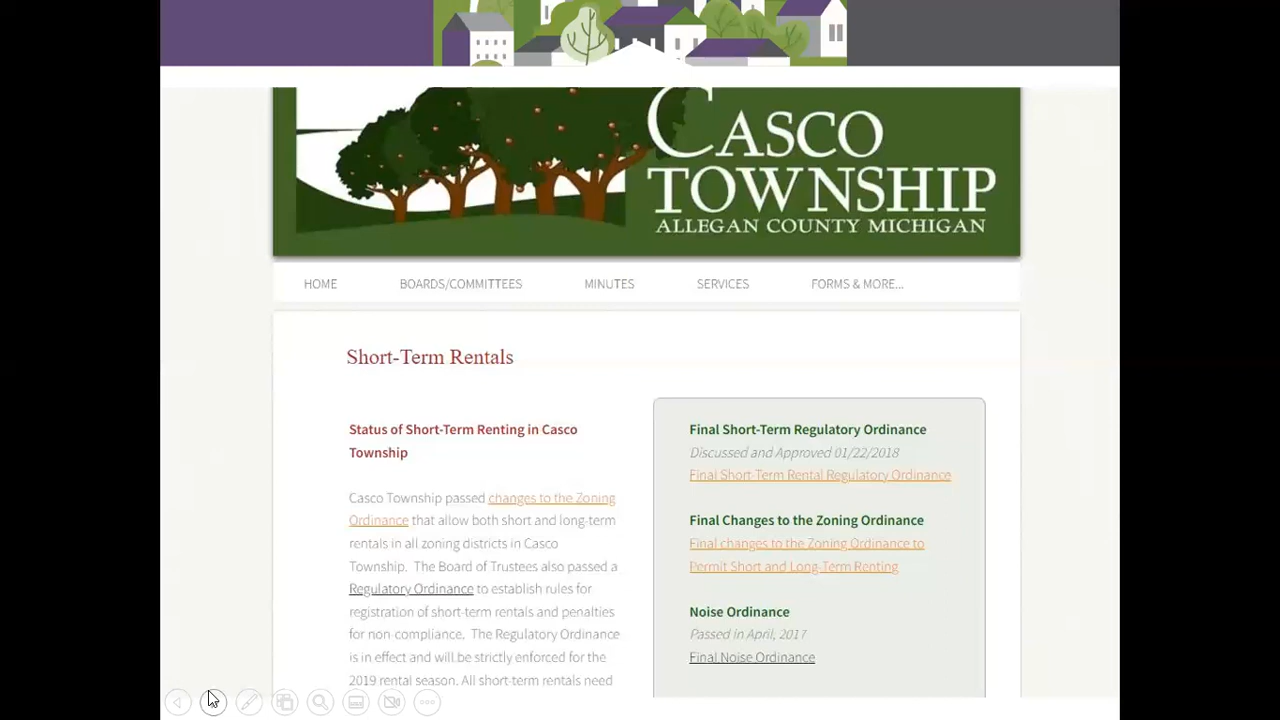 CASCO
TOWNSHIP
ALLEGAN COUNTY MICHIGAN
HOME BOARDS/COMMITTEES MINUTES SERVICES FORMS & MORE...
Short-Term Rentals
Status of Short-Term Renting in Casco
Township
Casco Township passed changes to the Zoning
Ordinance that allow both short and long-term
rentals in all zoning districts in Casco
Township. The Board of Trustees also passed a
Regulatory Ordinance to establish rules for
registration of short-term rentals and penalties
for non-compliance. The Regulatory Ordinance
is in effect and will be strictly enforced for the
2019 rental season. All short-term rentals need
Final Short-Term Regulatory Ordinance
Discussed and Approved 01/22/2018
Final Short-Term Rental Regulatory Ordinance
Final Changes to the Zoning Ordinance
Final changes to the Zoning Ordinance to
Permit Short and Long-Term Renting
Noise Ordinance
Passed in April, 2017
Final Noise Ordinance